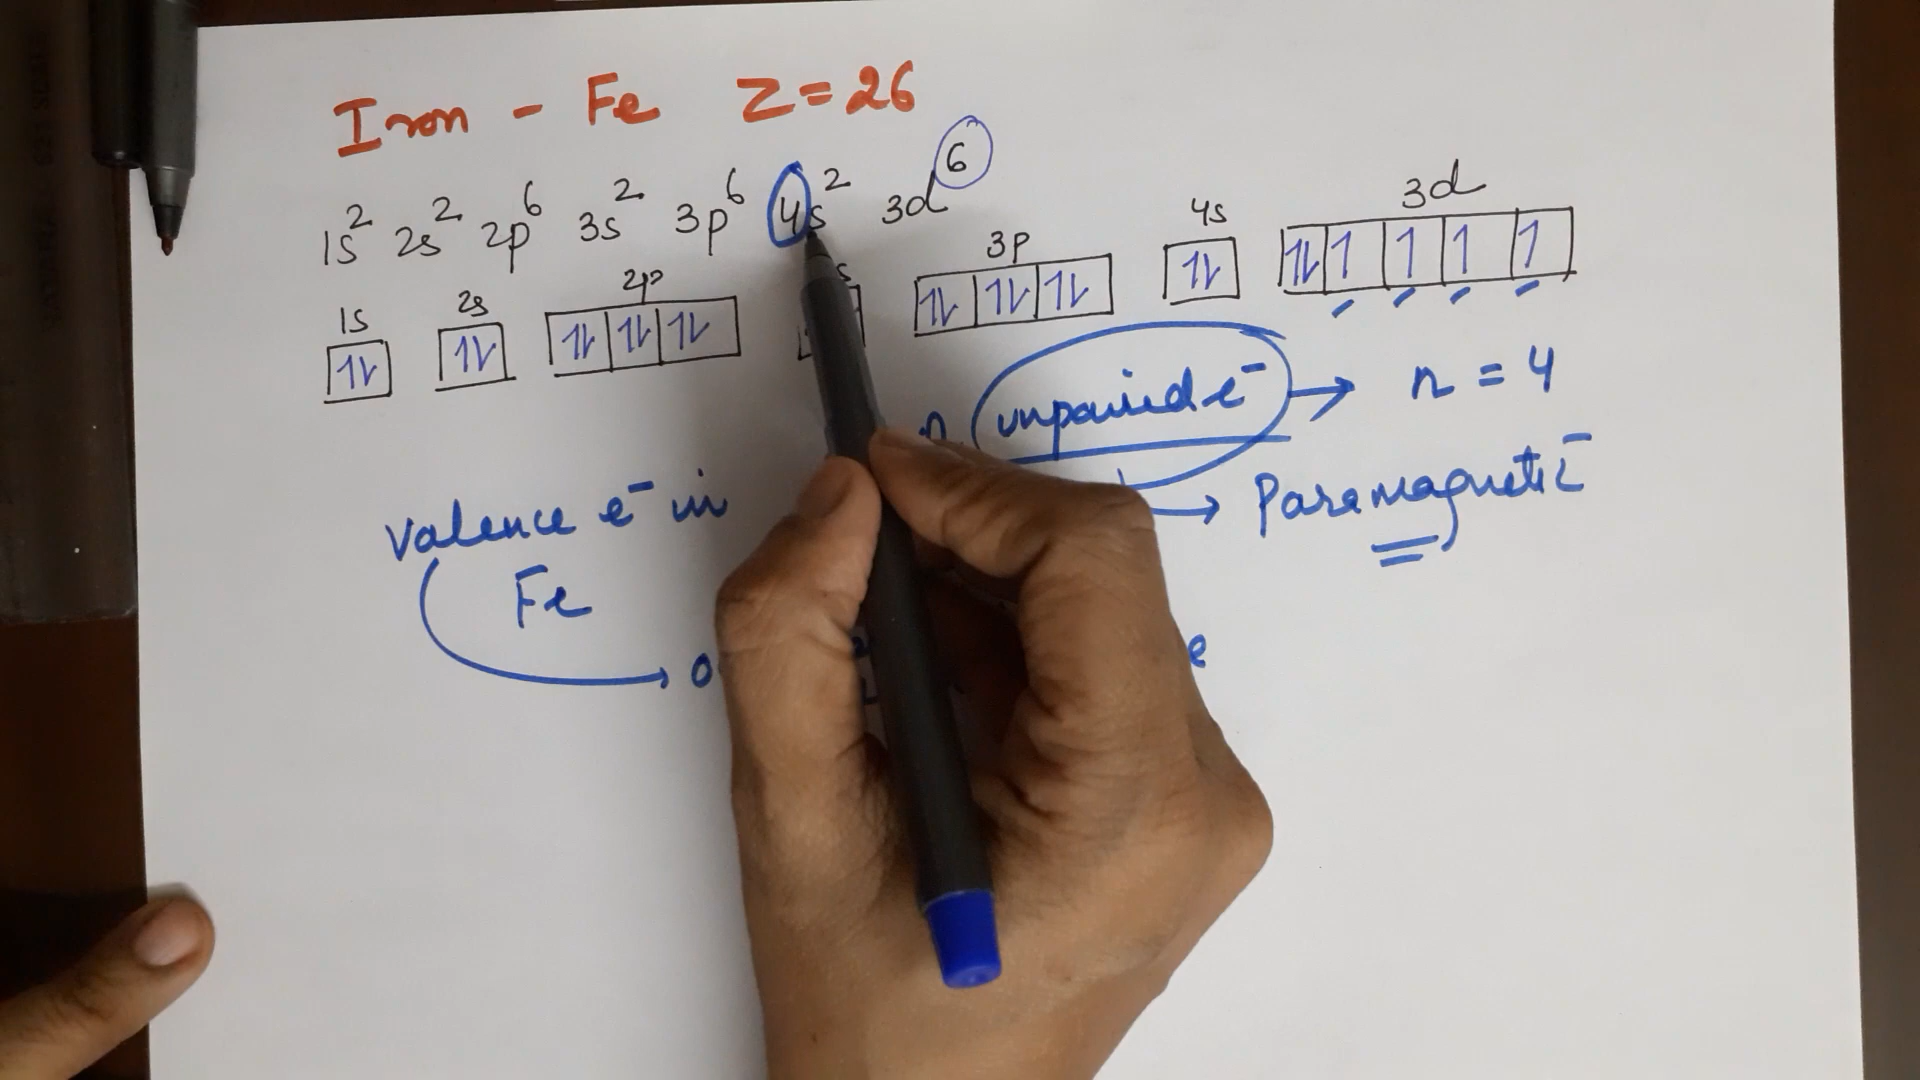 Iron - Fe Z = 26
1s² 2s² 2p⁶ 3s² 3p⁶ 4s² 3d⁶
1s 2s 2p s 3p 4s 3d
1↿⇂ 
unpaired e⁻ → n = 4
→ Paramagnetic
Valence e⁻ in
Fe